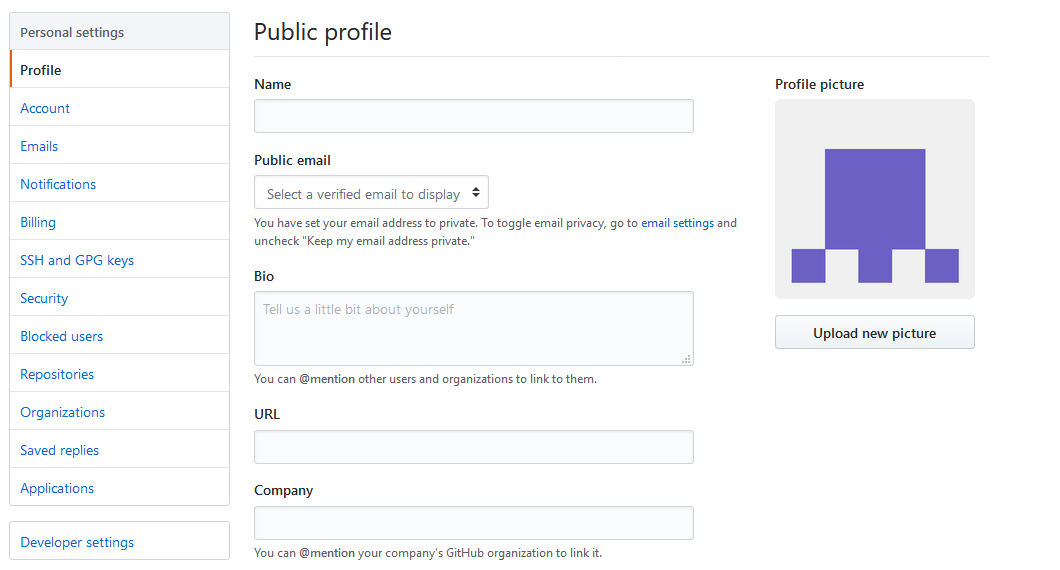 Personal settings
Profile
Account
Emails
Notifications
Billing
SSH and GPG keys
Security
Blocked users
Repositories
Organizations
Saved replies
Applications
Developer settings
Public profile
Name
Public email
Select a verified email to display
You have set your email address to private. To toggle email privacy, go to email settings and
uncheck "Keep my email address private."
Bio
Tell us a little bit about yourself
You can @mention other users and organizations to link to them.
URL
Company
You can @mention your company's GitHub organization to link it.
Profile picture
Upload new picture